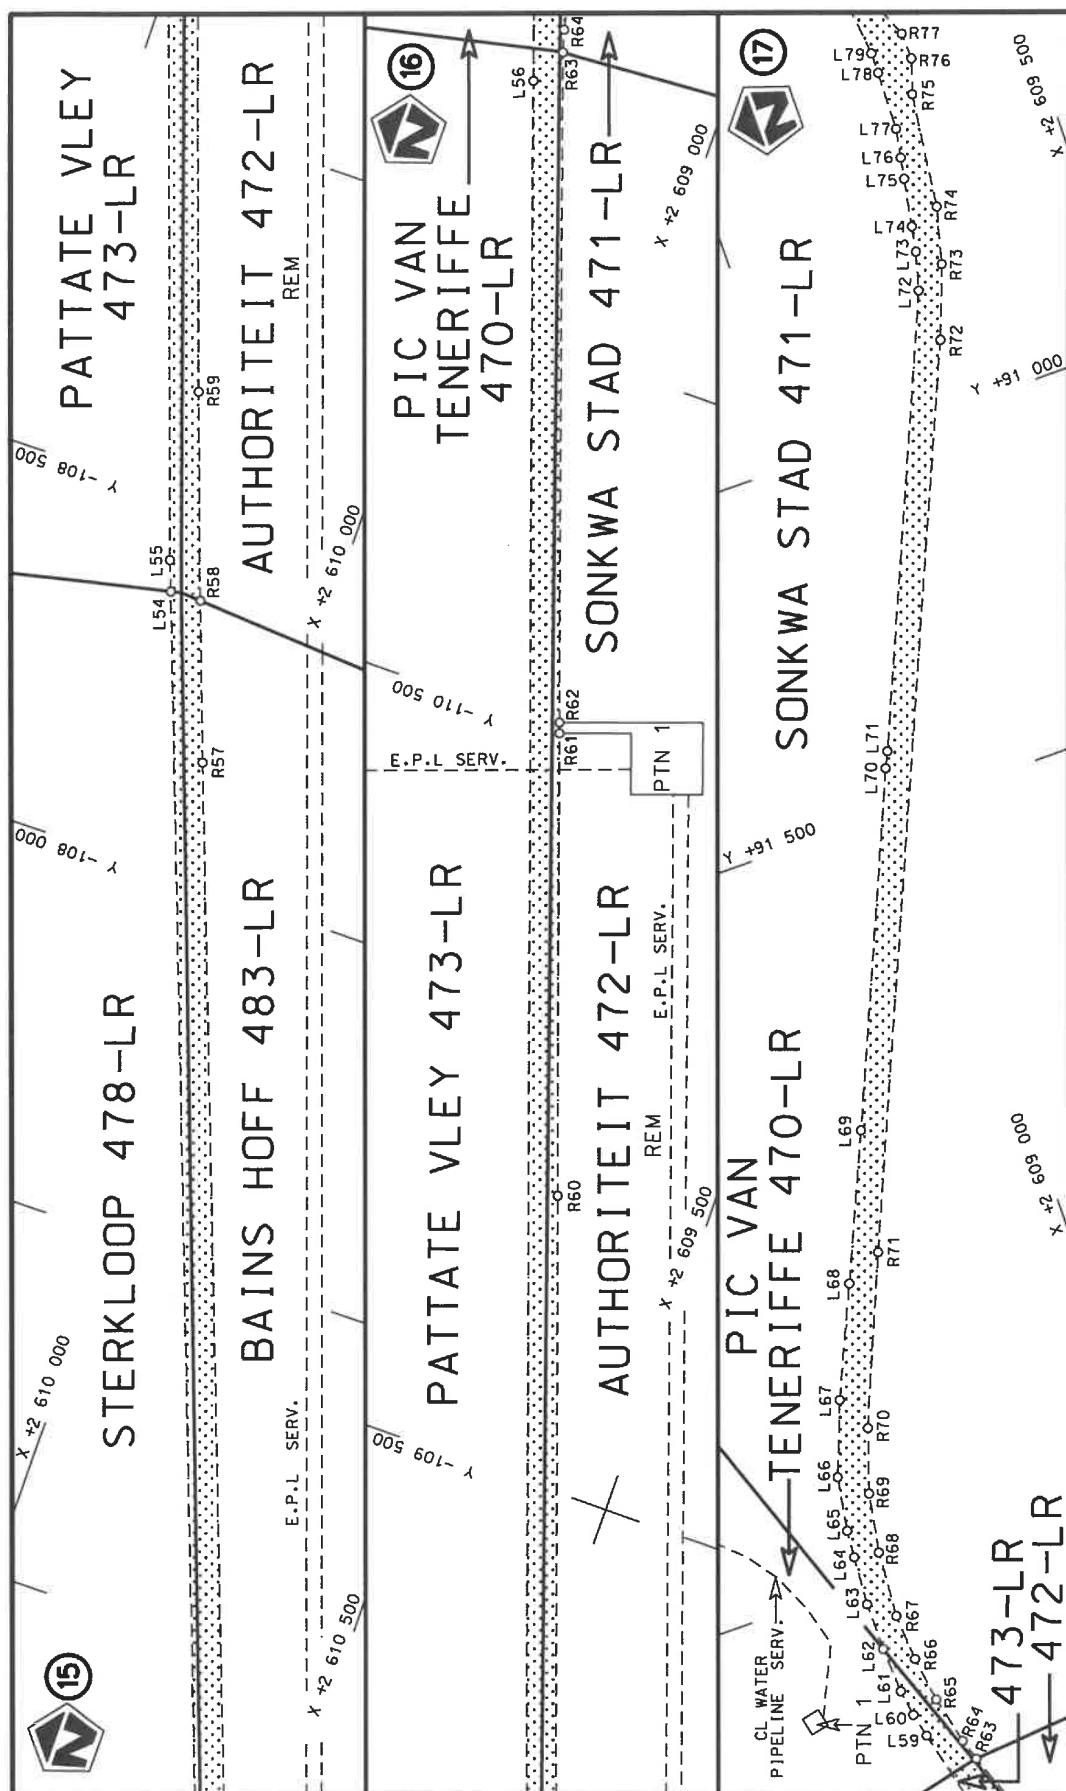 15
N
X +2 610 000
STERKLOOP 478-LR
Y -108 000
Y -108 500
PATTATE VLEY
473-LR
L54
L55
R57
R58
R59
BAINS HOFF 483-LR
AUTHORITEIT 472-LR
REM
E.P.L SERV.
X +2 610 500
X +2 610 000
16
N
Y -109 500
PATTATE VLEY 473-LR
E.P.L SERV.
Y -110 500
PIC VAN
TENERIFFE
470-LR
L56
R60
R61
R62
R63
R64
AUTHORITEIT 472-LR
REM
E.P.L SERV.
PTN 1
SONKWA STAD 471-LR
X +2 609 500
X +2 609 000
17
N
CL WATER
PIPELINE SERV.
PTN 1
PIC VAN
TENERIFFE 470-LR
Y +91 500
SONKWA STAD 471-LR
L59
L60
L61
L62
L63
L64
L65
L66
L67
L68
L69
L70
L71
L72
L73
L74
L75
L76
L77
L78
L79
R63
R64
R65
R66
R67
R68
R69
R70
R71
R72
R73
R74
R75
R76
R77
473-LR
472-LR
X +2 609 000
Y +91 000
X +2 609 500